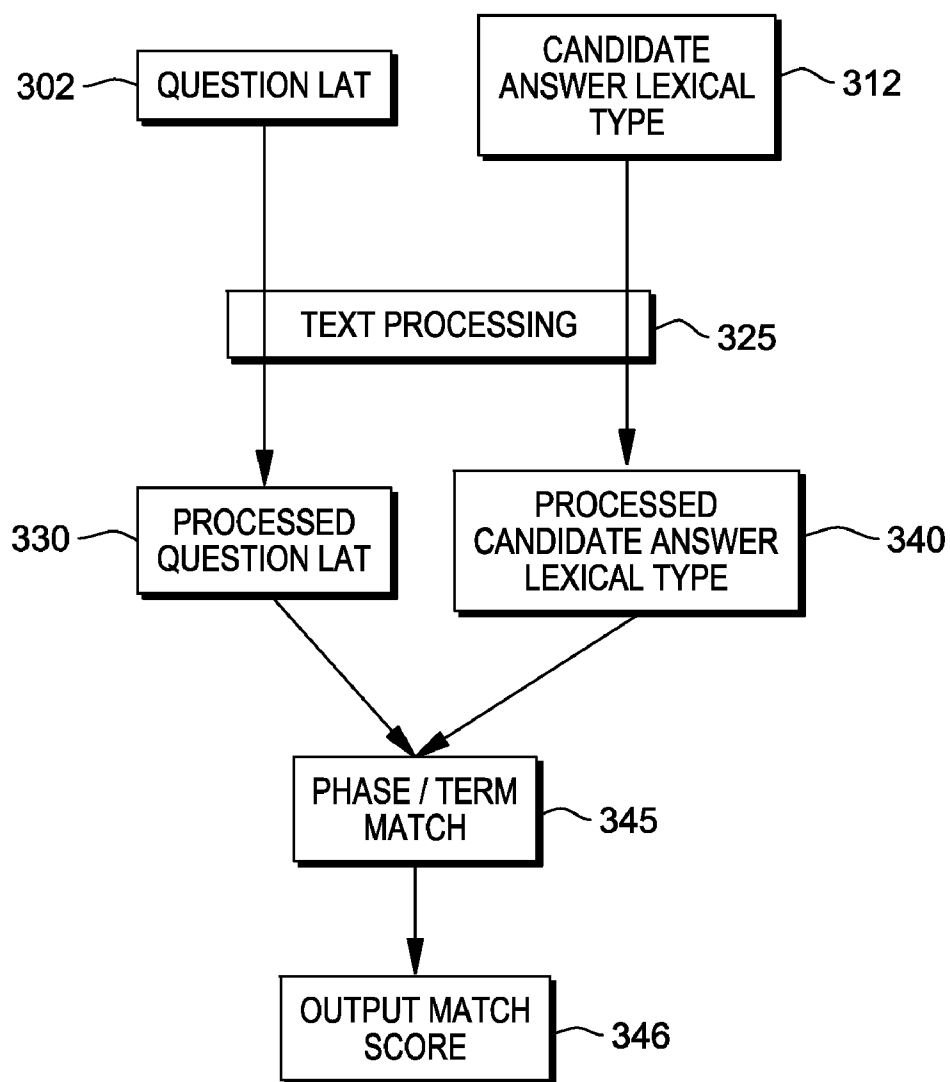 302
QUESTION LAT
CANDIDATE
ANSWER LEXICAL
TYPE
312
TEXT PROCESSING
325
330
PROCESSED
QUESTION LAT
PROCESSED
CANDIDATE ANSWER
LEXICAL TYPE
340
PHASE / TERM
MATCH
345
OUTPUT MATCH
SCORE
346